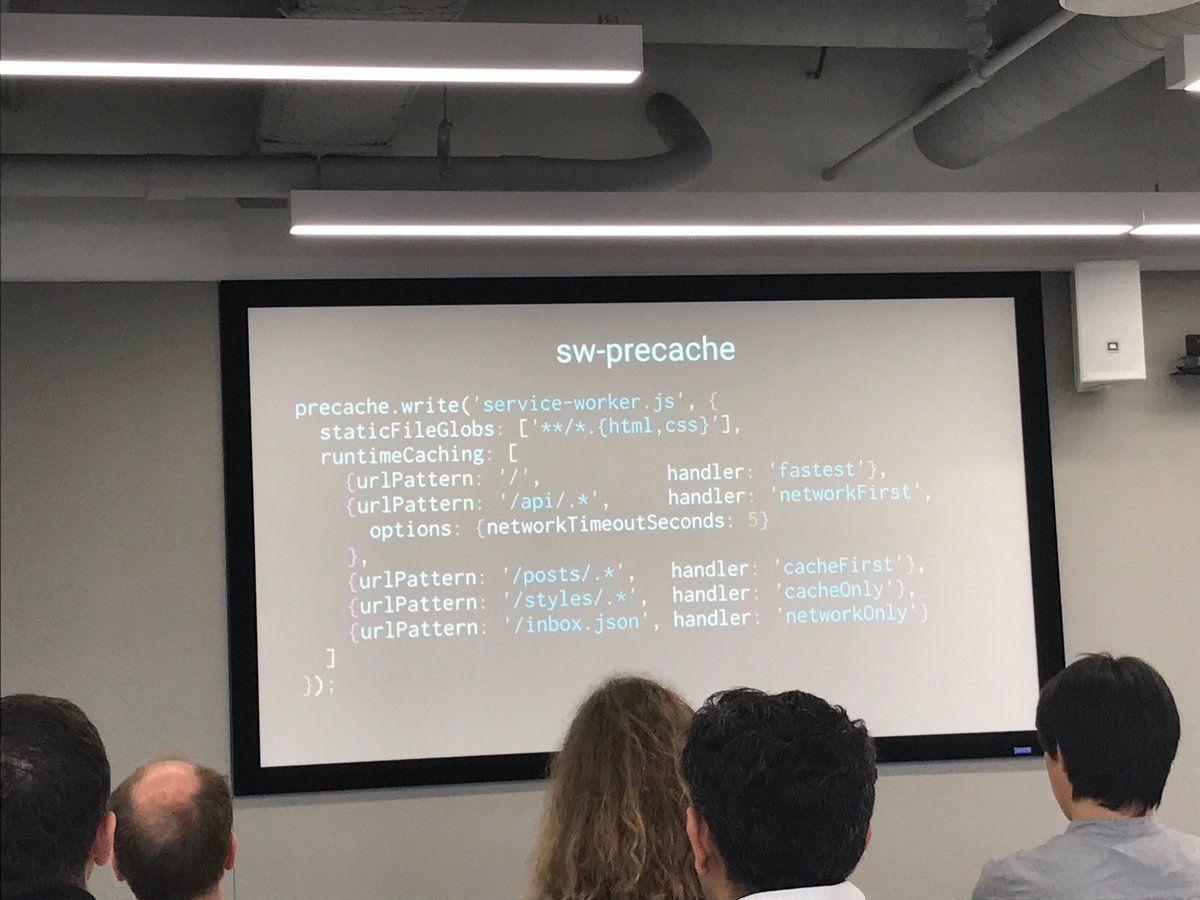 sw-precache
precache.write('service-worker.js', {
staticFileGlobs: ['**/*.{html,css}'],
runtimeCaching: [
{urlPattern: '/', handler: 'fastest'},
{urlPattern: '/api/.*', handler: 'networkFirst',
options: {networkTimeoutSeconds: 5}
},
{urlPattern: '/posts/.*', handler: 'cacheFirst'},
{urlPattern: '/styles/.*', handler: 'cacheOnly'},
{urlPattern: '/inbox.json', handler: 'networkOnly'}
]
});